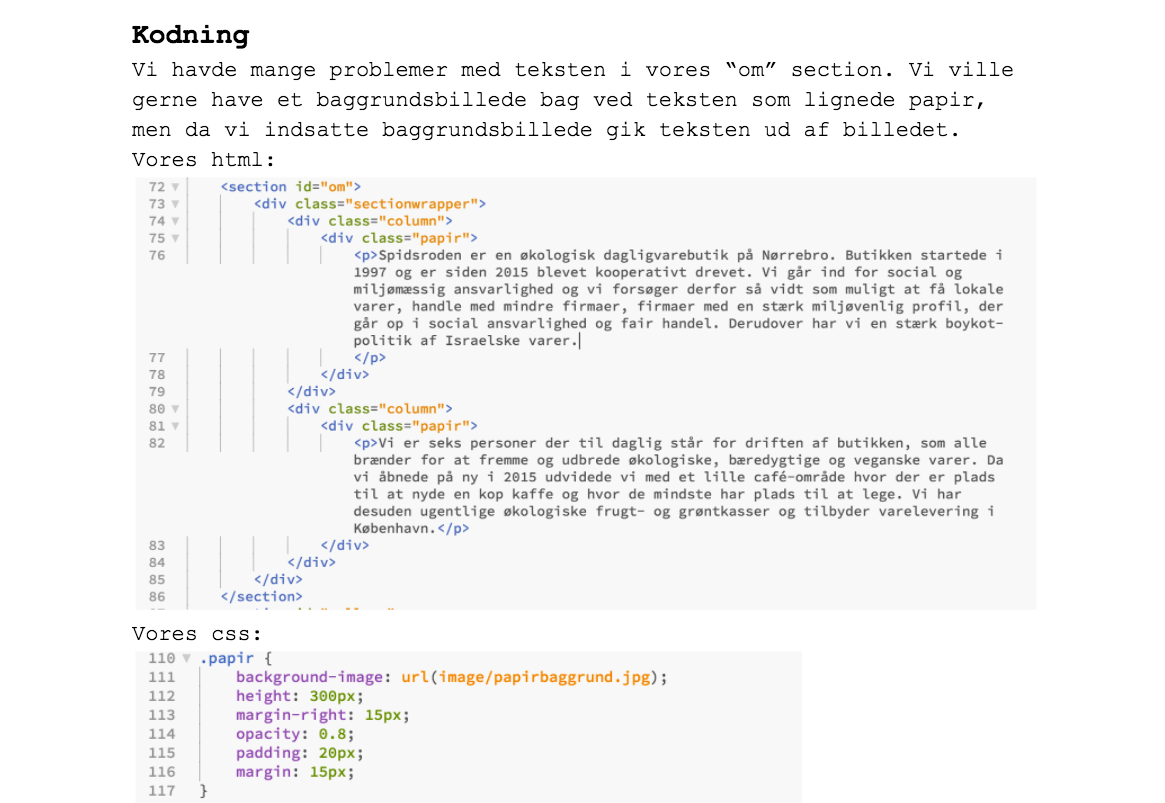 Kodning
Vi havde mange problemer med teksten i vores “om” section. Vi ville
gerne have et baggrundsbillede bag ved teksten som lignede papir,
men da vi indsatte baggrundsbillede gik teksten ud af billedet.
Vores html:
72 <section id="om">
73 <div class="sectionwrapper">
74 <div class="column">
75 <div class="papir">
76 <p>Spidsroden er en økologisk dagligvarebutik på Nørrebro. Butikken startede i
1997 og er siden 2015 blevet kooperativt drevet. Vi går ind for social og
miljømæssig ansvarlighed og vi forsøger derfor så vidt som muligt at få lokale
varer, handle med mindre firmaer, firmaer med en stærk miljøvenlig profil, der
går op i social ansvarlighed og fair handel. Derudover har vi en stærk boykot-
politik af Israelske varer.
77 </p>
78 </div>
79 </div>
80 <div class="column">
81 <div class="papir">
82 <p>Vi er seks personer der til daglig står for driften af butikken, som alle
brænder for at fremme og udbrede økologiske, bæredygtige og veganske varer. Da
vi åbnede på ny i 2015 udvidede vi med et lille café-område hvor der er plads
til at nyde en kop kaffe og hvor de mindste har plads til at lege. Vi har
desuden ugentlige økologiske frugt- og grøntkasser og tilbyder varelevering i
København.</p>
83 </div>
84 </div>
85 </div>
86 </section>
Vores css:
110 .papir {
111 background-image: url(image/papirbaggrund.jpg);
112 height: 300px;
113 margin-right: 15px;
114 opacity: 0.8;
115 padding: 20px;
116 margin: 15px;
117 }